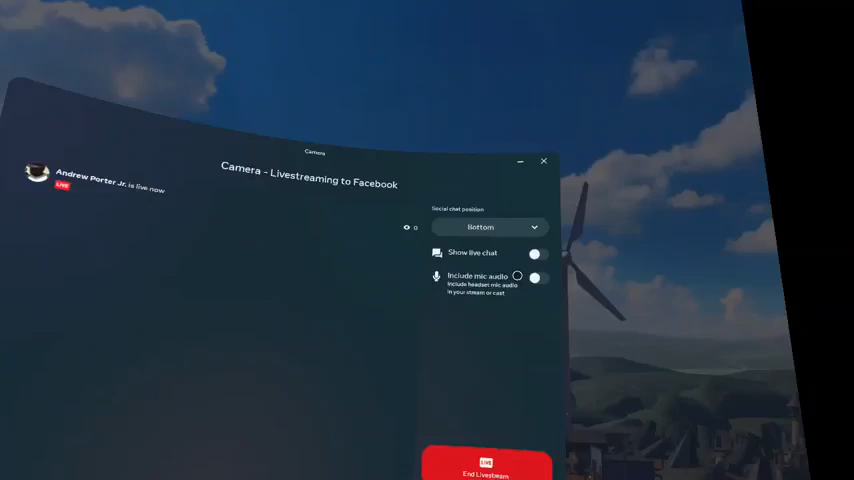 Camera
Camera - Livestreaming to Facebook
Andrew Porter Jr. is live now
LIVE
Social chat position
0
Bottom
Show live chat
Include mic audio
Include headset mic audio
in your stream or cast
LIVE
End Livestream